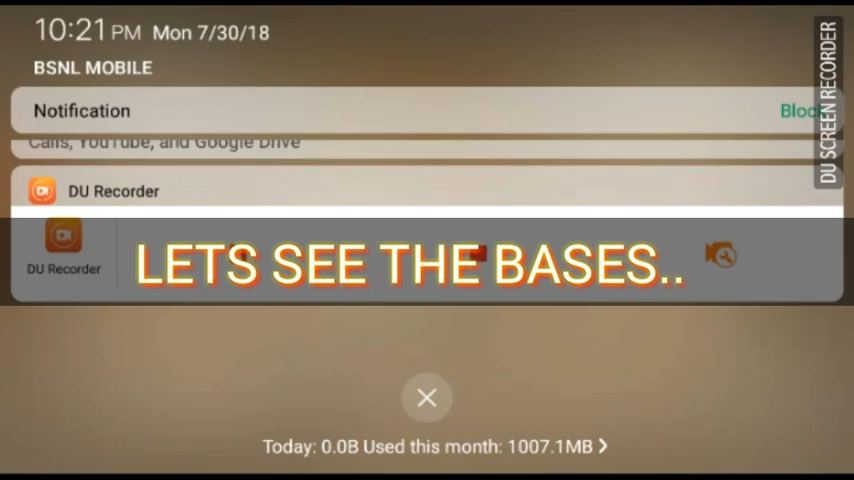 10:21 PM Mon 7/30/18
BSNL MOBILE
Notification
Block
Calls, YouTube, and Google Drive
DU Recorder
DU Recorder
LETS SEE THE BASES..
Today: 0.0B Used this month: 1007.1MB
DU SCREEN RECORDER